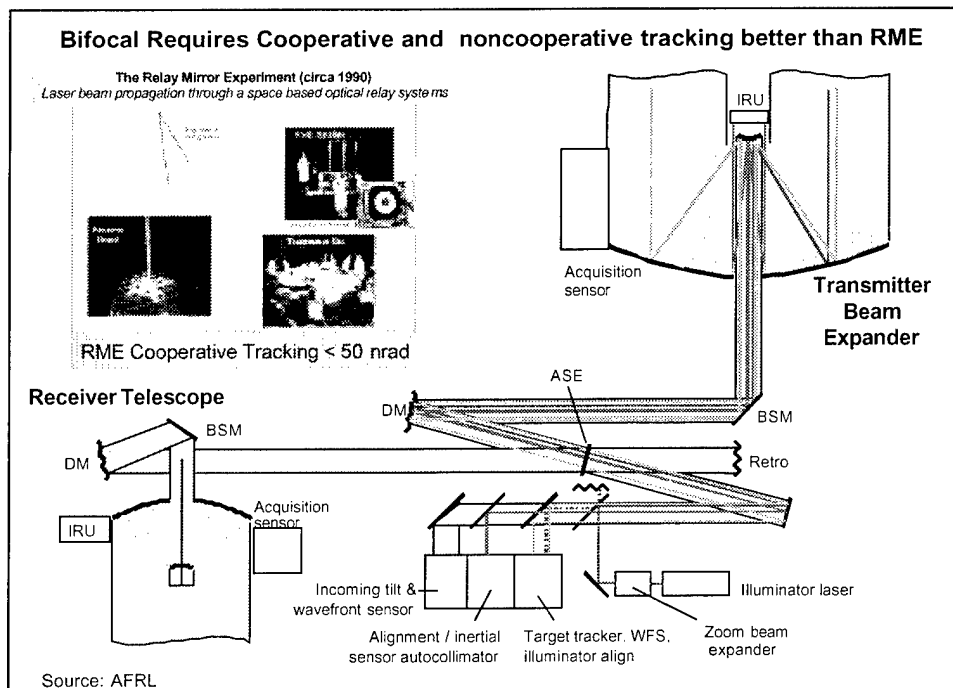 Bifocal Requires Cooperative and noncooperative tracking better than RME
The Relay Mirror Experiment (circa 1990)
Laser beam propagation through a space based optical relay systems
RME Cooperative Tracking < 50 nrad
IRU
Acquisition
sensor
Transmitter
Beam
Expander
ASE
DM
BSM
Retro
Receiver Telescope
BSM
DM
IRU
Acquisition
sensor
Incoming tilt &
wavefront sensor
Alignment / inertial
sensor autocollimator
Target tracker, WFS,
illuminator align
Zoom beam
expander
Illuminator laser
Source: AFRL